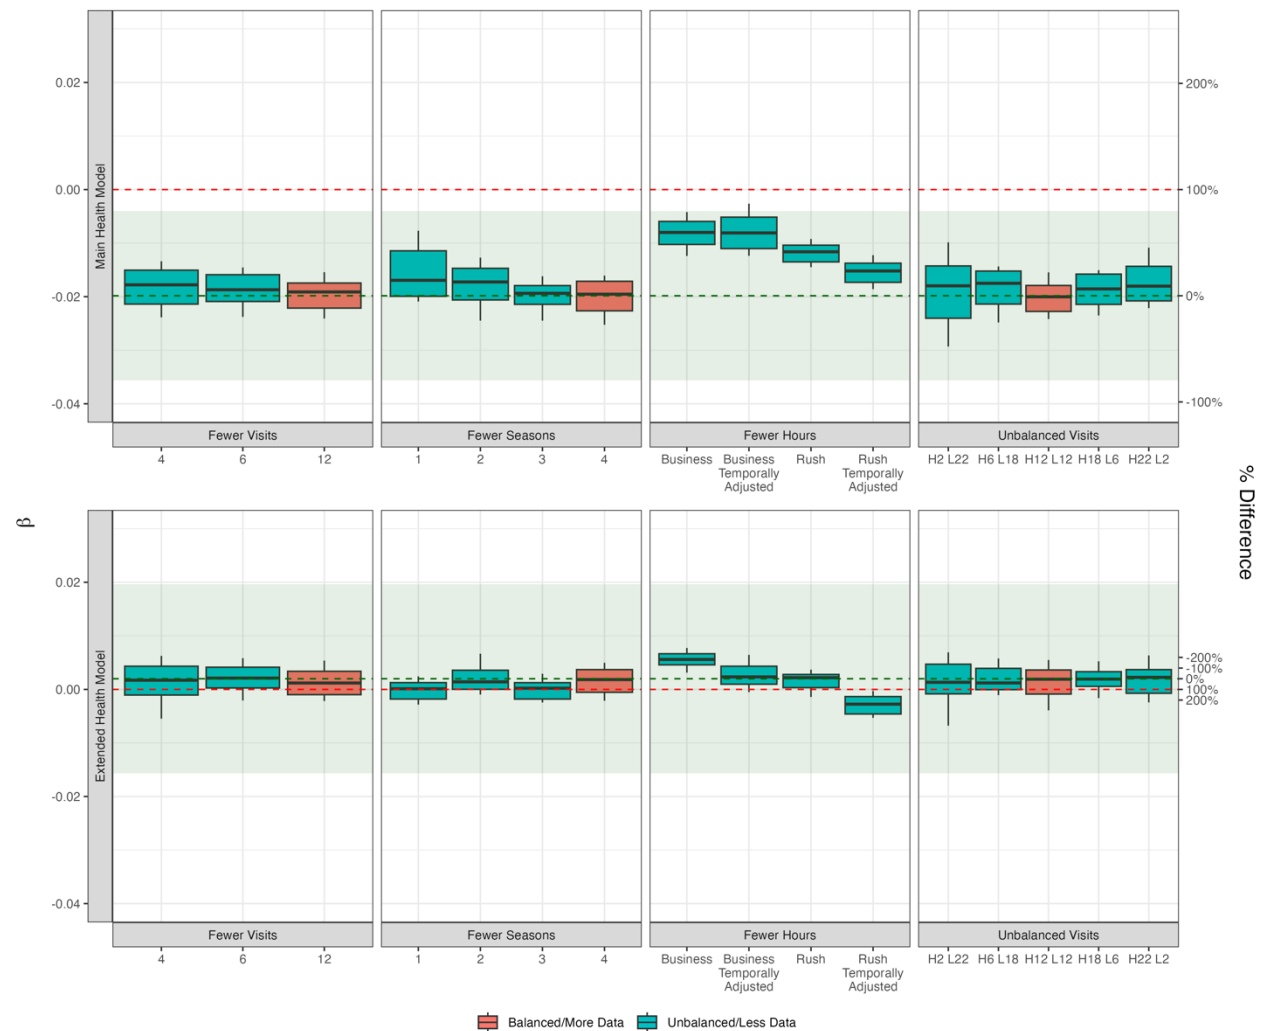 0.02
0.00
-0.02
-0.04
Main Health Model
200%
100%
0%
-100%
Fewer Visits
Fewer Seasons
Fewer Hours
Unbalanced Visits
4
6
12
1
2
3
4
Business
Business
Temporally
Adjusted
Rush
Rush
Temporally
Adjusted
H2 L22
H6 L18
H12 L12
H18 L6
H22 L2
β
% Difference
0.02
0.00
-0.02
-0.04
Extended Health Model
-200%
-100%
0%
100%
200%
Fewer Visits
Fewer Seasons
Fewer Hours
Unbalanced Visits
4
6
12
1
2
3
4
Business
Business
Temporally
Adjusted
Rush
Rush
Temporally
Adjusted
H2 L22
H6 L18
H12 L12
H18 L6
H22 L2
Balanced/More Data
Unbalanced/Less Data